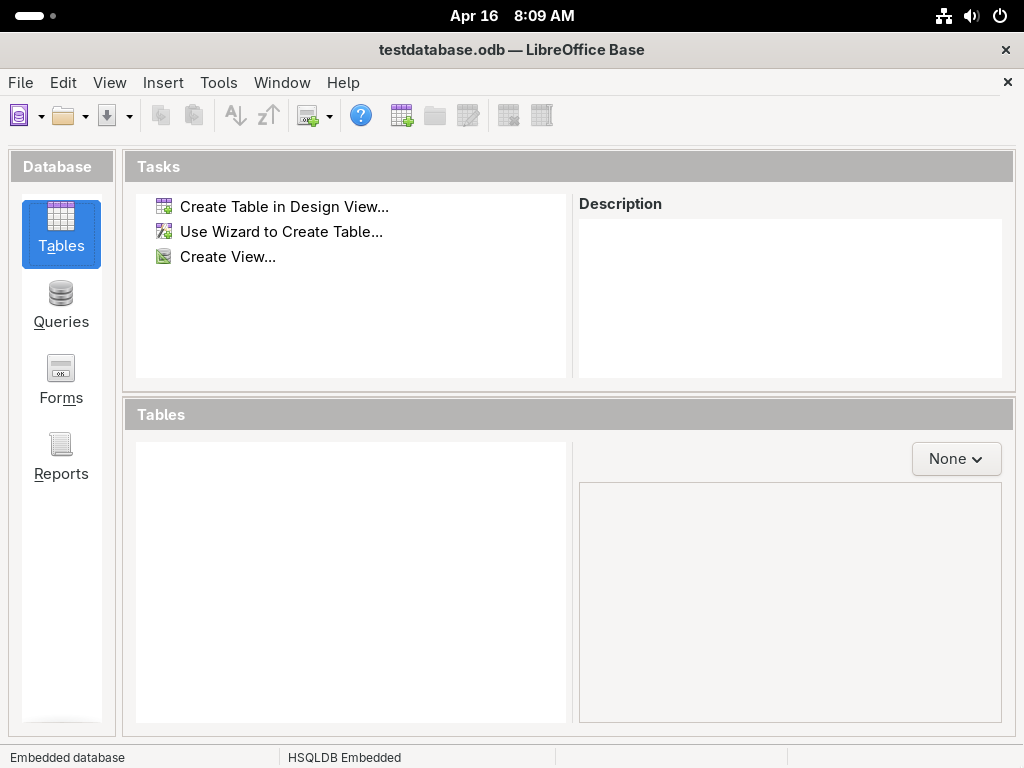 Apr 16 8:09 AM
testdatabase.odb — LibreOffice Base
File Edit View Insert Tools Window Help
Database
Tables
Queries
Forms
Reports
Tasks
Create Table in Design View...
Use Wizard to Create Table...
Create View...
Description
Tables
None
Embedded database
HSQLDB Embedded